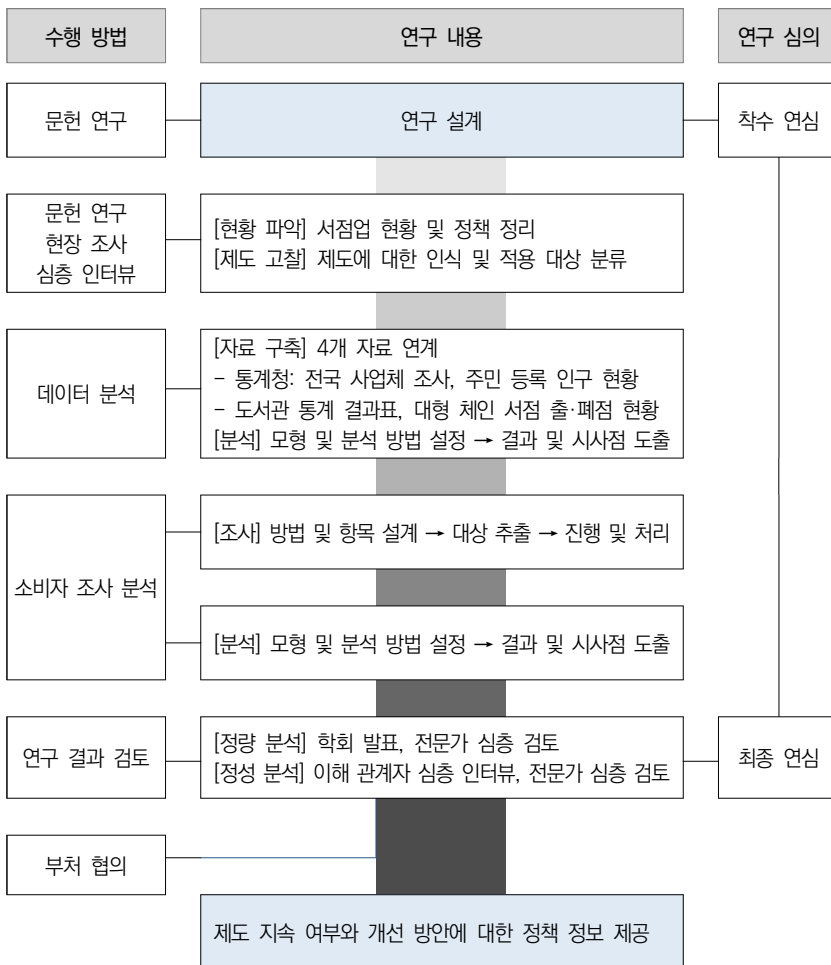 수행 방법
연구 내용
연구 심의
문헌 연구
연구 설계
착수 연심
문헌 연구
현장 조사
심층 인터뷰
[현황 파악] 서점업 현황 및 정책 정리
[제도 고찰] 제도에 대한 인식 및 적용 대상 분류
데이터 분석
[자료 구축] 4개 자료 연계
- 통계청: 전국 사업체 조사, 주민 등록 인구 현황
- 도서관 통계 결과표, 대형 체인 서점 출·폐점 현황
[분석] 모형 및 분석 방법 설정 → 결과 및 시사점 도출
소비자 조사 분석
[조사] 방법 및 항목 설계 → 대상 추출 → 진행 및 처리
[분석] 모형 및 분석 방법 설정 → 결과 및 시사점 도출
연구 결과 검토
[정량 분석] 학회 발표, 전문가 심층 검토
[정성 분석] 이해 관계자 심층 인터뷰, 전문가 심층 검토
최종 연심
부처 협의
제도 지속 여부와 개선 방안에 대한 정책 정보 제공